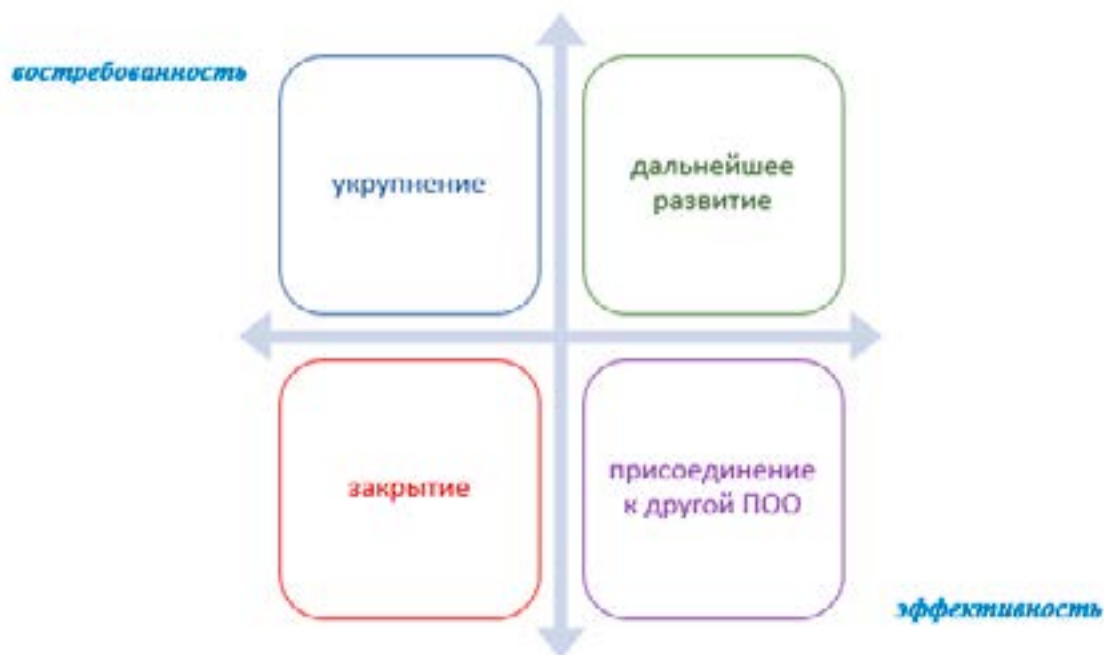 востребованность
укрупнение
дальнейшее
развитие
закрытие
присоединение
к другой ПОО
эффективность